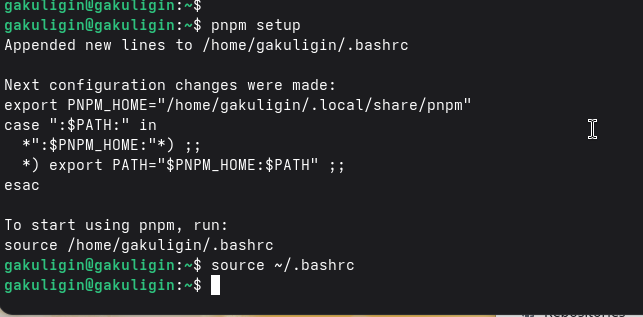 gakuligin@gakuligin:~$
gakuligin@gakuligin:~$ pnpm setup
Appended new lines to /home/gakuligin/.bashrc
Next configuration changes were made:
export PNPM_HOME="/home/gakuligin/.local/share/pnpm"
case ":$PATH:" in
  *":$PNPM_HOME:"*) ;;
  *) export PATH="$PNPM_HOME:$PATH" ;;
esac
To start using pnpm, run:
source /home/gakuligin/.bashrc
gakuligin@gakuligin:~$ source ~/.bashrc
gakuligin@gakuligin:~$